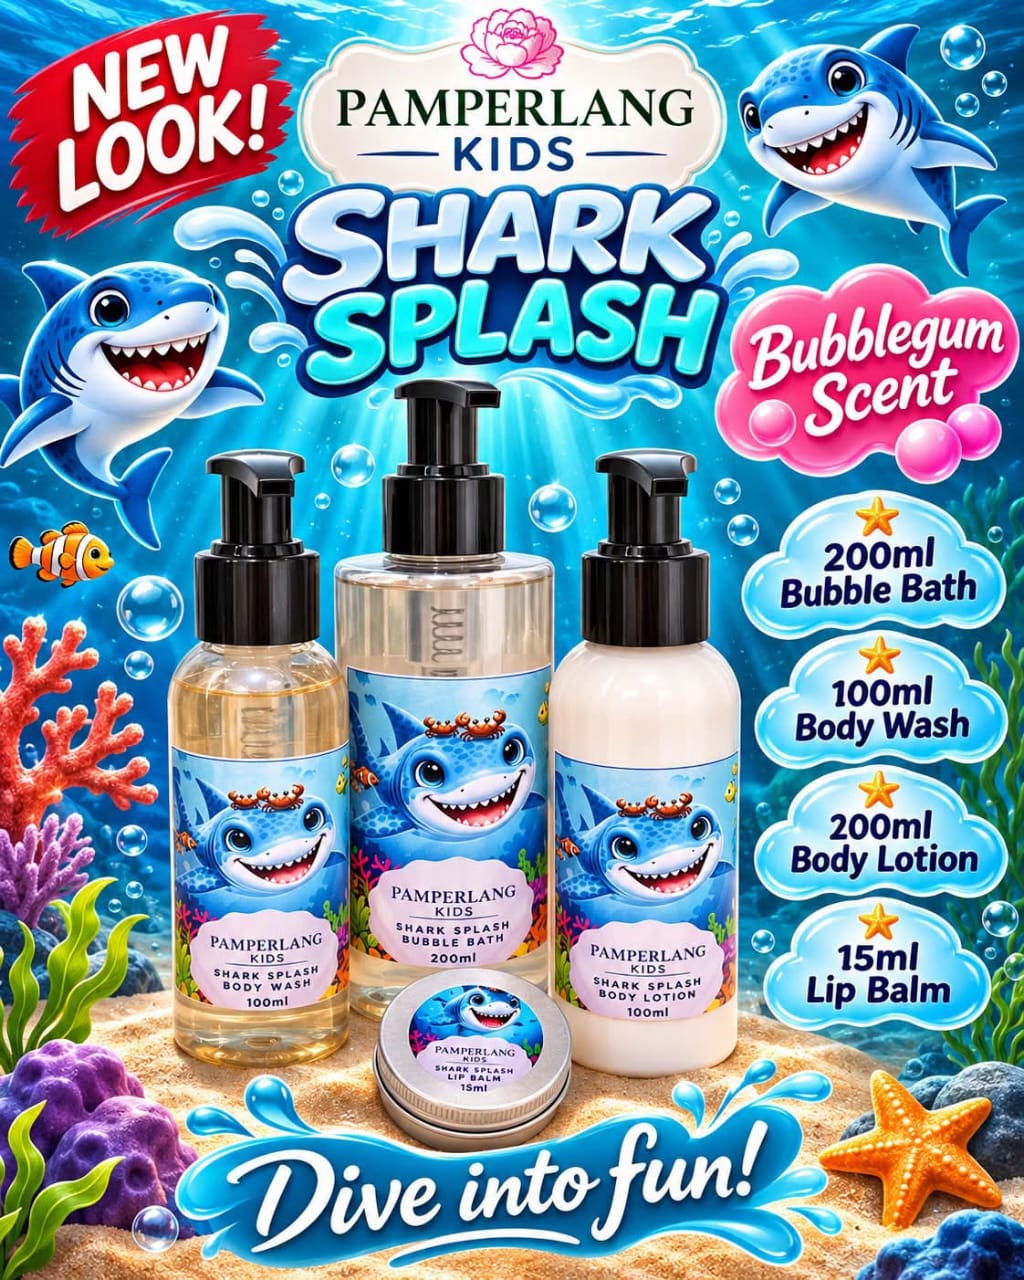 NEW
LOOK!
PAMPERLANG
KIDS
SHARK
SPLASH
Bubblegum
Scent
200ml
Bubble Bath
100ml
Body Wash
200ml
Body Lotion
15ml
Lip Balm
PAMPERLANG
KIDS
SHARK SPLASH
BODY WASH
100ml
PAMPERLANG
KIDS
SHARK SPLASH
BUBBLE BATH
200ml
PAMPERLANG
KIDS
SHARK SPLASH
BODY LOTION
100ml
PAMPERLANG
KIDS
SHARK SPLASH
LIP BALM
15ml
Dive into fun!